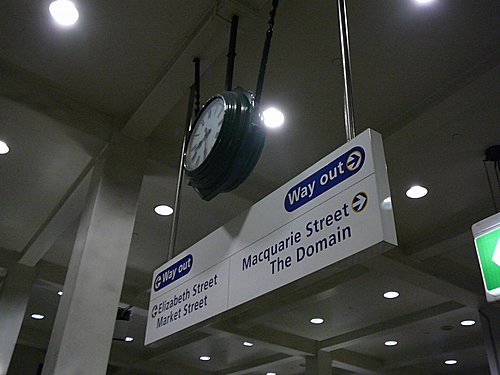 Way out
Elizabeth Street
Market Street
Way out
Macquarie Street
The Domain